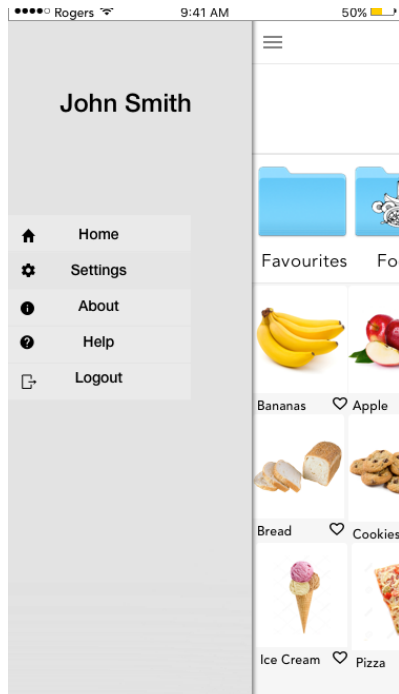 Rogers 9:41 AM 50%
John Smith
Home
Settings
About
Help
Logout
Favourites
Bananas Apple
Bread Cookies
Ice Cream Pizza